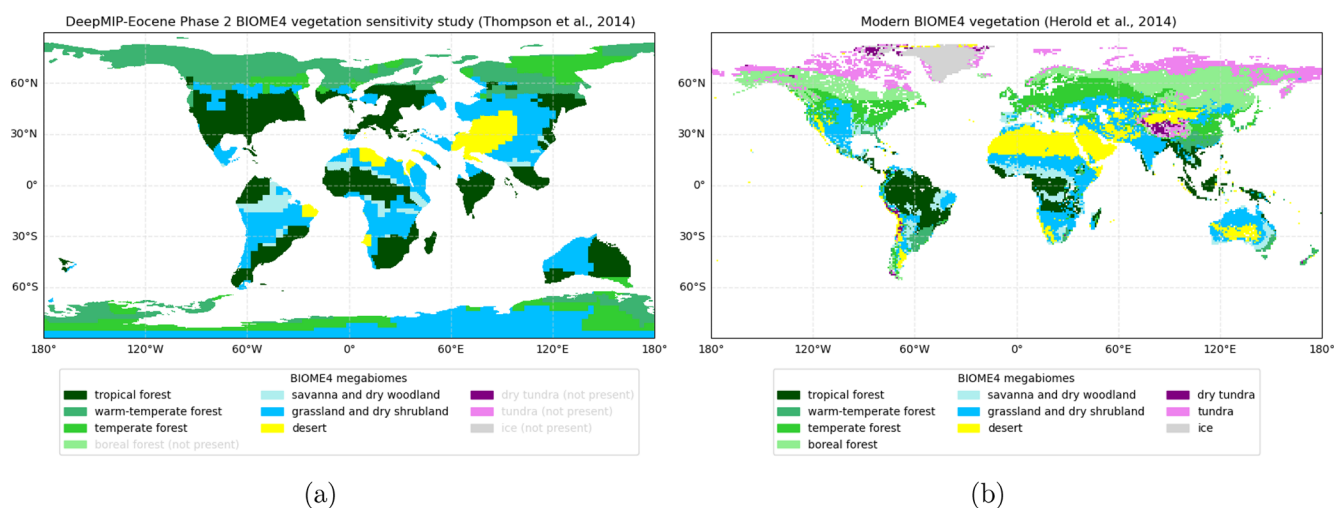 DeepMIP-Eocene Phase 2 BIOME4 vegetation sensitivity study (Thompson et al., 2014)
60°N
30°N
0°
30°S
60°S
180° 120°W 60°W 0° 60°E 120°E 180°
BIOME4 megabiomes
tropical forest savanna and dry woodland dry tundra (not present)
warm-temperate forest grassland and dry shrubland tundra (not present)
temperate forest desert ice (not present)
boreal forest (not present)
(a)
Modern BIOME4 vegetation (Herold et al., 2014)
60°N
30°N
0°
30°S
60°S
180° 120°W 60°W 0° 60°E 120°E 180°
BIOME4 megabiomes
tropical forest savanna and dry woodland dry tundra
warm-temperate forest grassland and dry shrubland tundra
temperate forest desert ice
boreal forest
(b)